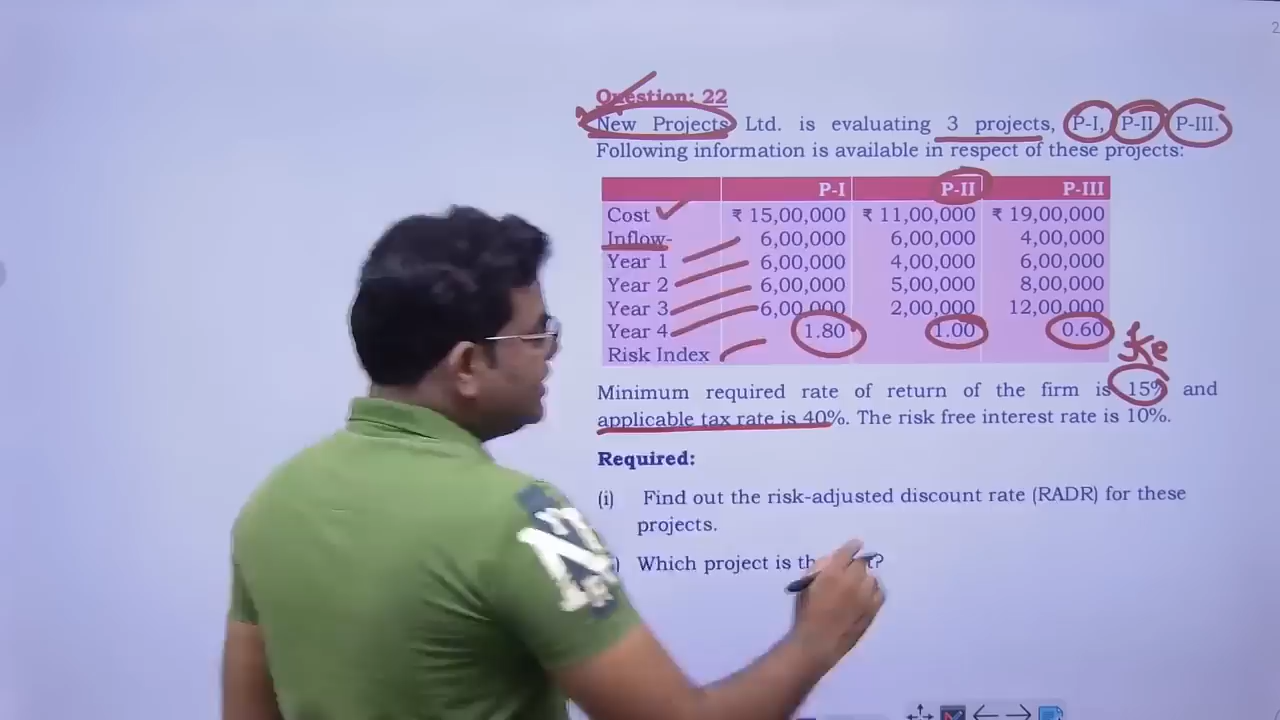 2
Question: 22
New Projects Ltd. is evaluating 3 projects, P-I, P-II P-III.
Following information is available in respect of these projects:
P-I P-II P-III
Cost ₹ 15,00,000 ₹ 11,00,000 ₹ 19,00,000
Inflow- 6,00,000 6,00,000 4,00,000
Year 1 6,00,000 4,00,000 6,00,000
Year 2 6,00,000 5,00,000 8,00,000
Year 3 6,00,000 2,00,000 12,00,000
Year 4 1.80 1.00 0.60
Risk Index
Ke
Minimum required rate of return of the firm is 15% and
applicable tax rate is 40%. The risk free interest rate is 10%.
Required:
(i) Find out the risk-adjusted discount rate (RADR) for these
projects.
) Which project is t?
N